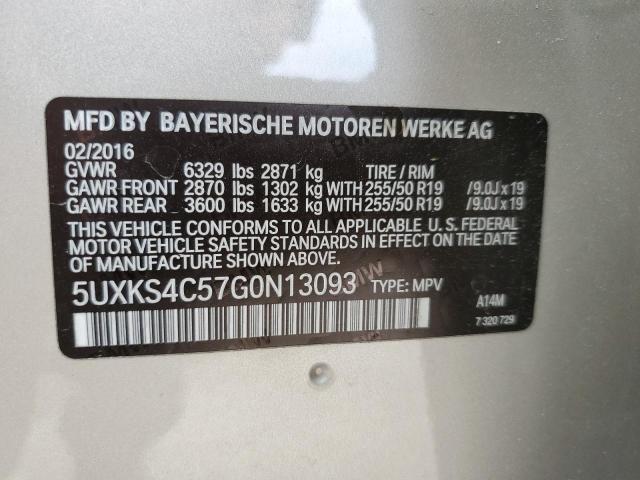 MFD BY BAYERISCHE MOTOREN WERKE AG
02/2016
GVWR 6329 lbs 2871 kg TIRE / RIM
GAWR FRONT 2870 lbs 1302 kg WITH 255/50 R19 /9.0J x 19
GAWR REAR 3600 lbs 1633 kg WITH 255/50 R19 /9.0J x 19
THIS VEHICLE CONFORMS TO ALL APPLICABLE U. S. FEDERAL
MOTOR VEHICLE SAFETY STANDARDS IN EFFECT ON THE
DATE OF MANUFACTURE SHOWN ABOVE.
5UXKS4C57G0N13093 TYPE: MPV
A14M
7 320 729